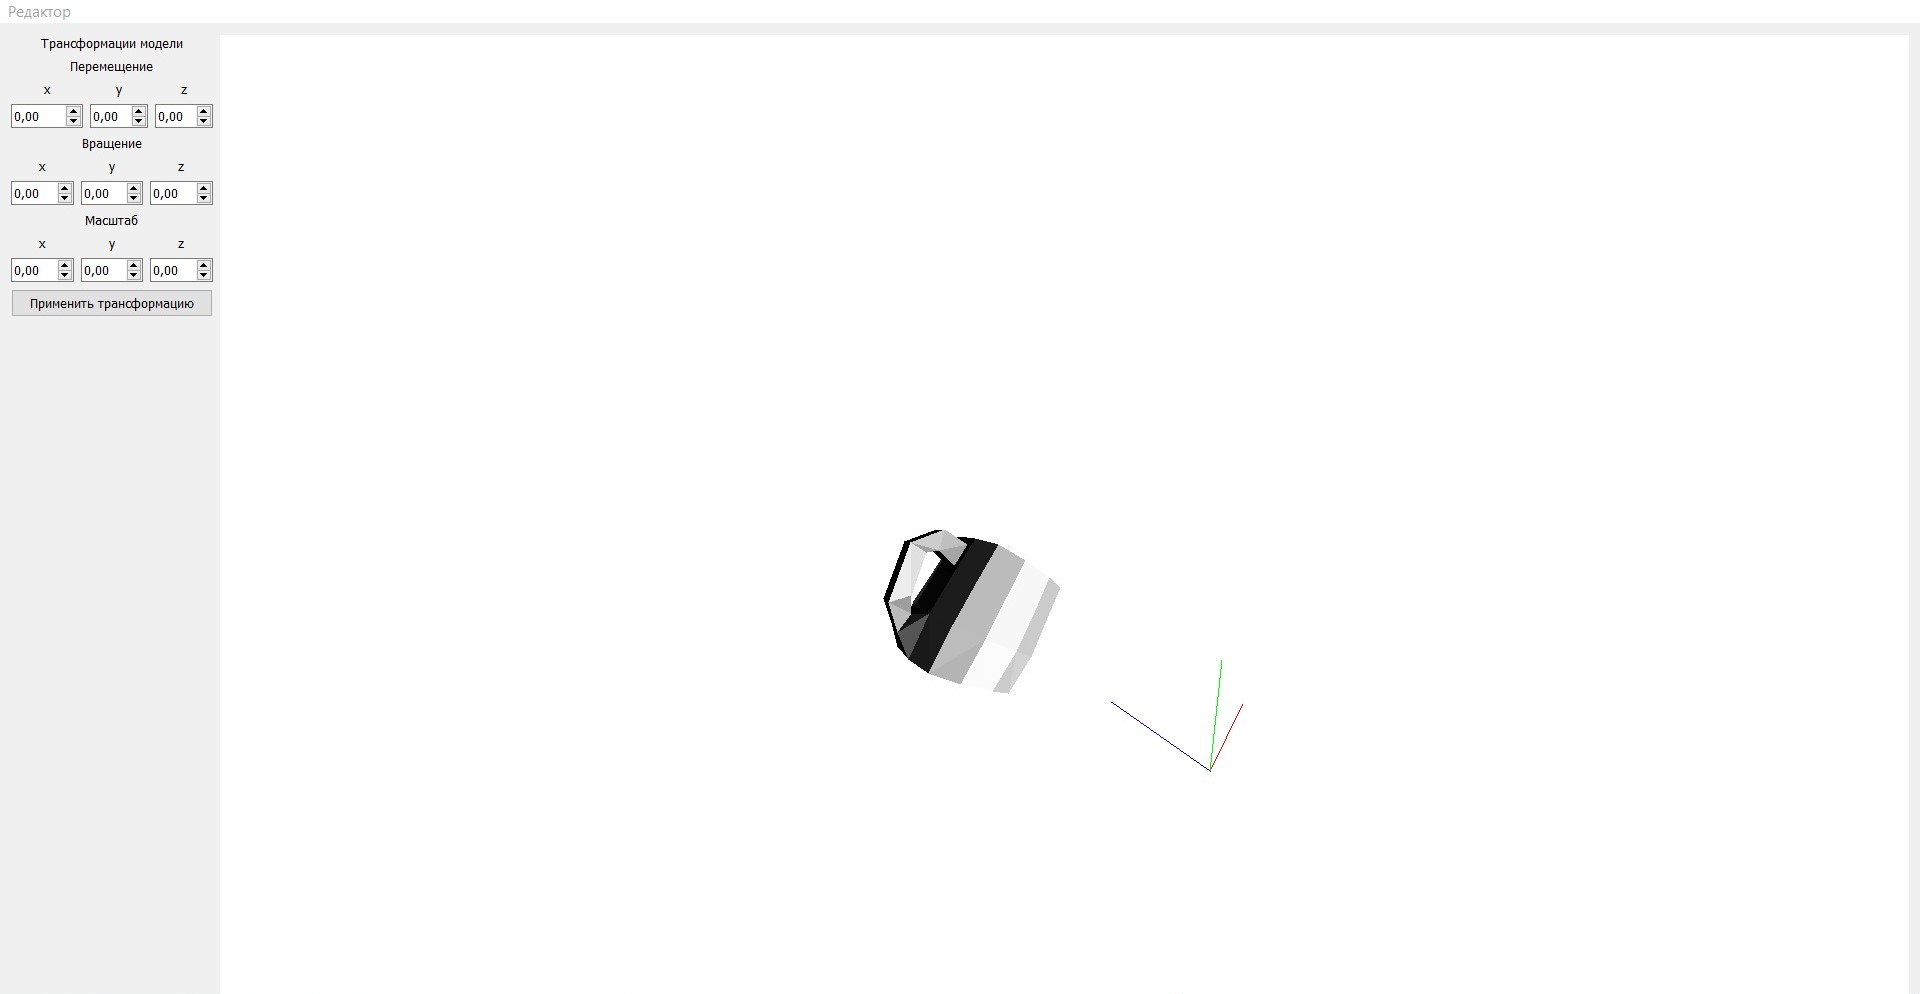 Редактор
Трансформации модели
Перемещение
x y z
0,00 0,00 0,00
Вращение
x y z
0,00 0,00 0,00
Масштаб
x y z
0,00 0,00 0,00
Применить трансформацию